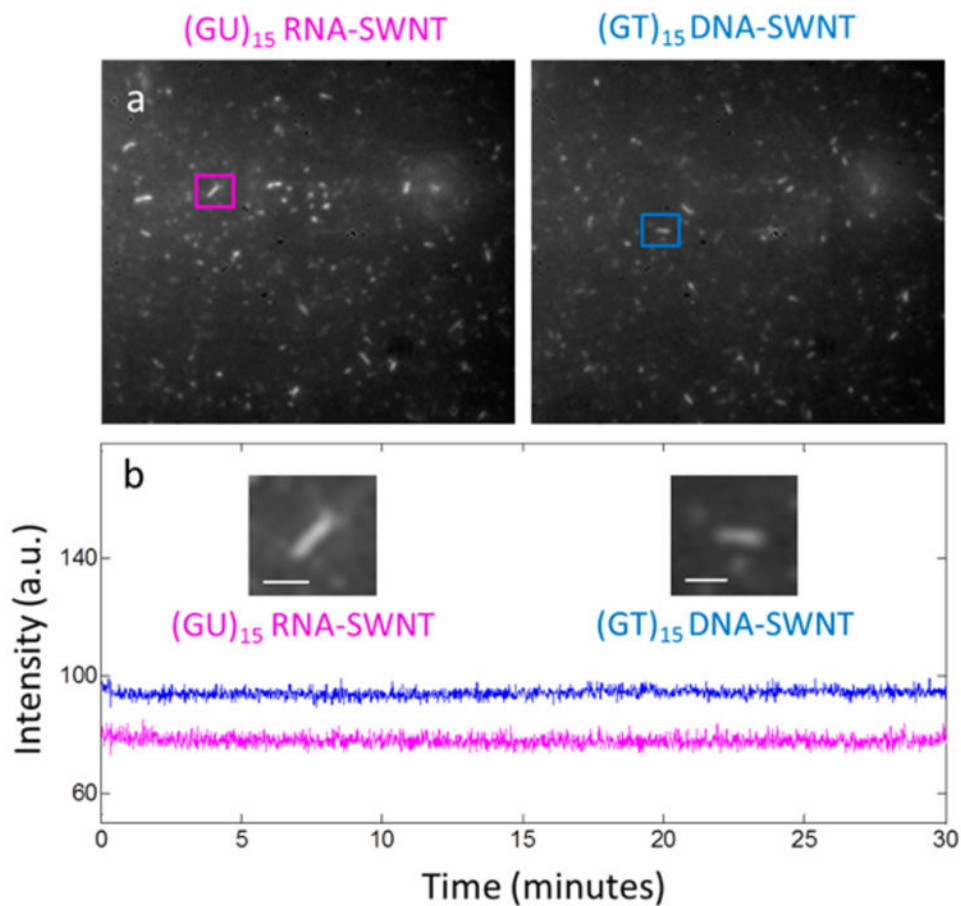 (GU)15 RNA-SWNT
(GT)15 DNA-SWNT
a
b
Intensity (a.u.)
140
100
60
(GU)15 RNA-SWNT
(GT)15 DNA-SWNT
0 5 10 15 20 25 30
Time (minutes)